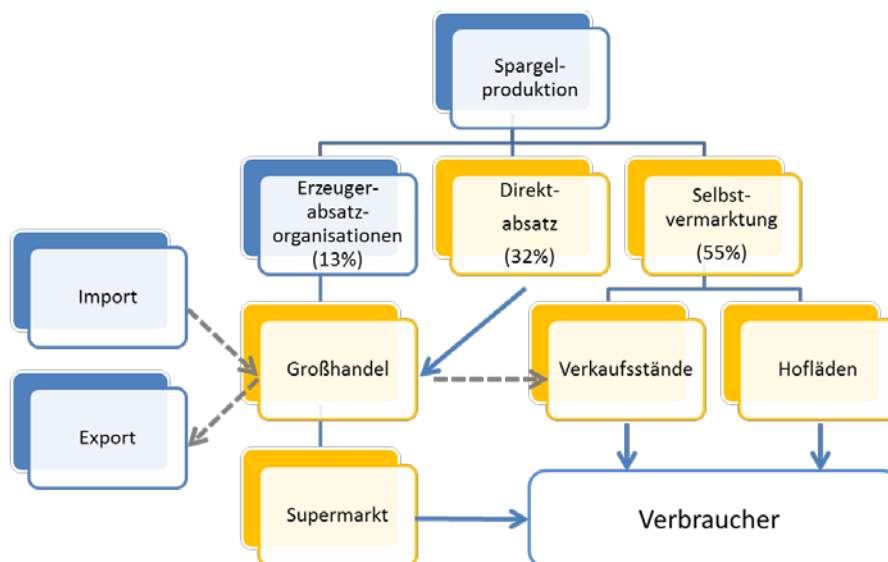 Spargel-
produktion
Erzeuger-
absatz-
organisationen
(13%)
Direkt-
absatz
(32%)
Selbst-
vermarktung
(55%)
Import
Großhandel
Verkaufsstände
Hofläden
Export
Supermarkt
Verbraucher